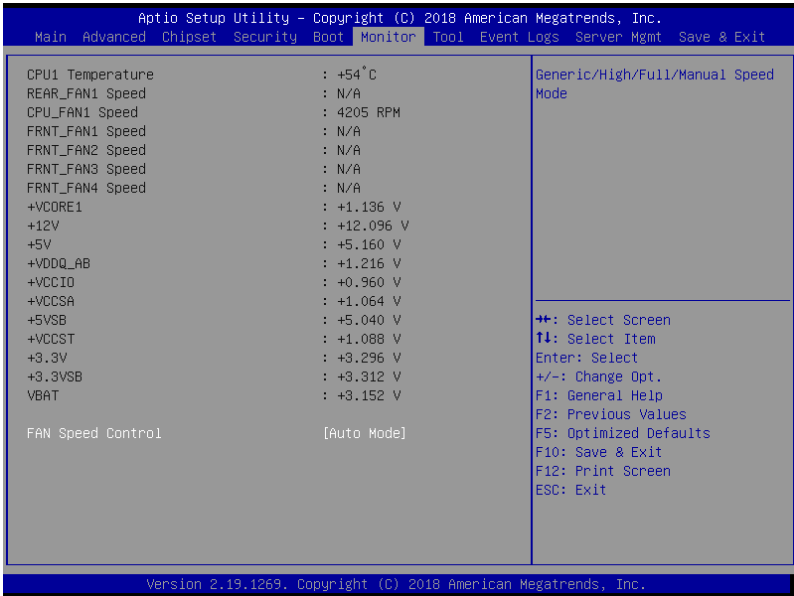 Aptio Setup Utility – Copyright (C) 2018 American Megatrends, Inc.
Main Advanced Chipset Security Boot Monitor Tool Event Logs Server Mgmt Save & Exit
CPU1 Temperature : +54°C
REAR_FAN1 Speed : N/A
CPU_FAN1 Speed : 4205 RPM
FRNT_FAN1 Speed : N/A
FRNT_FAN2 Speed : N/A
FRNT_FAN3 Speed : N/A
FRNT_FAN4 Speed : N/A
+VCORE1 : +1.136 V
+12V : +12.096 V
+5V : +5.160 V
+VDDQ_AB : +1.216 V
+VCCIO : +0.960 V
+VCCSA : +1.064 V
+5VSB : +5.040 V
+VCCST : +1.088 V
+3.3V : +3.296 V
+3.3VSB : +3.312 V
VBAT : +3.152 V
FAN Speed Control [Auto Mode]
Generic/High/Full/Manual Speed
Mode
→←: Select Screen
↑↓: Select Item
Enter: Select
+/-: Change Opt.
F1: General Help
F2: Previous Values
F5: Optimized Defaults
F10: Save & Exit
F12: Print Screen
ESC: Exit
Version 2.19.1269. Copyright (C) 2018 American Megatrends, Inc.